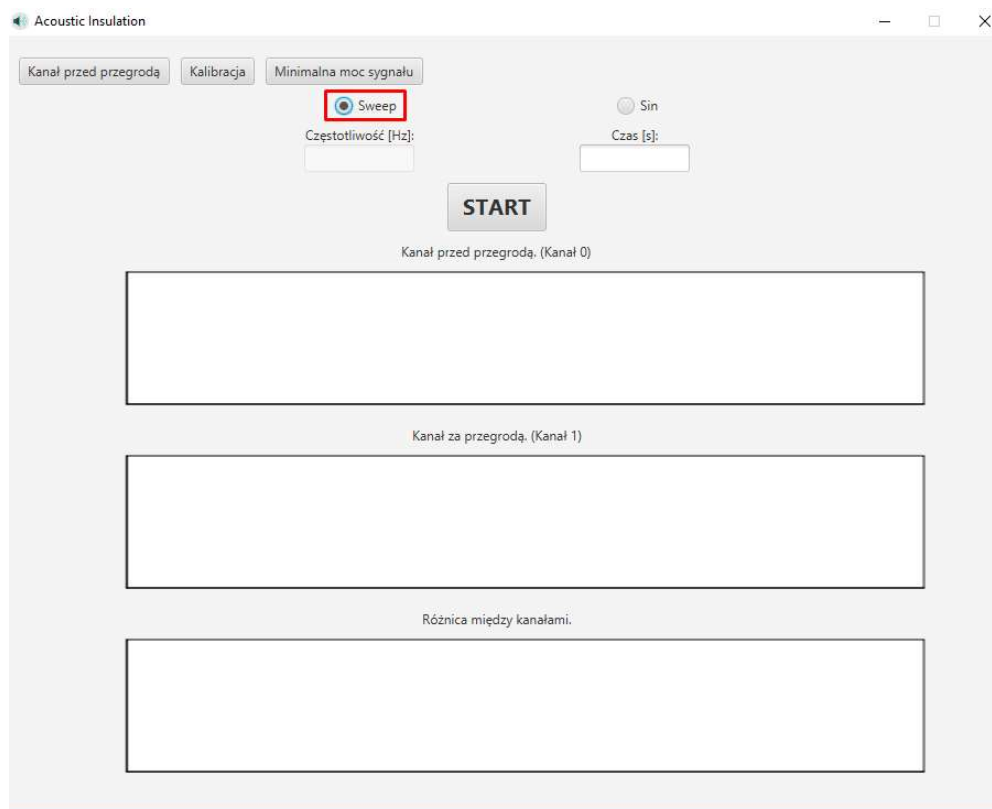 Acoustic Insulation
Kanał przed przegrodą Kalibracja Minimalna moc sygnału
Sweep Sin
Częstotliwość [Hz]: Czas [s]:
START
Kanał przed przegrodą. (Kanał 0)
Kanał za przegrodą. (Kanał 1)
Różnica między kanałami.